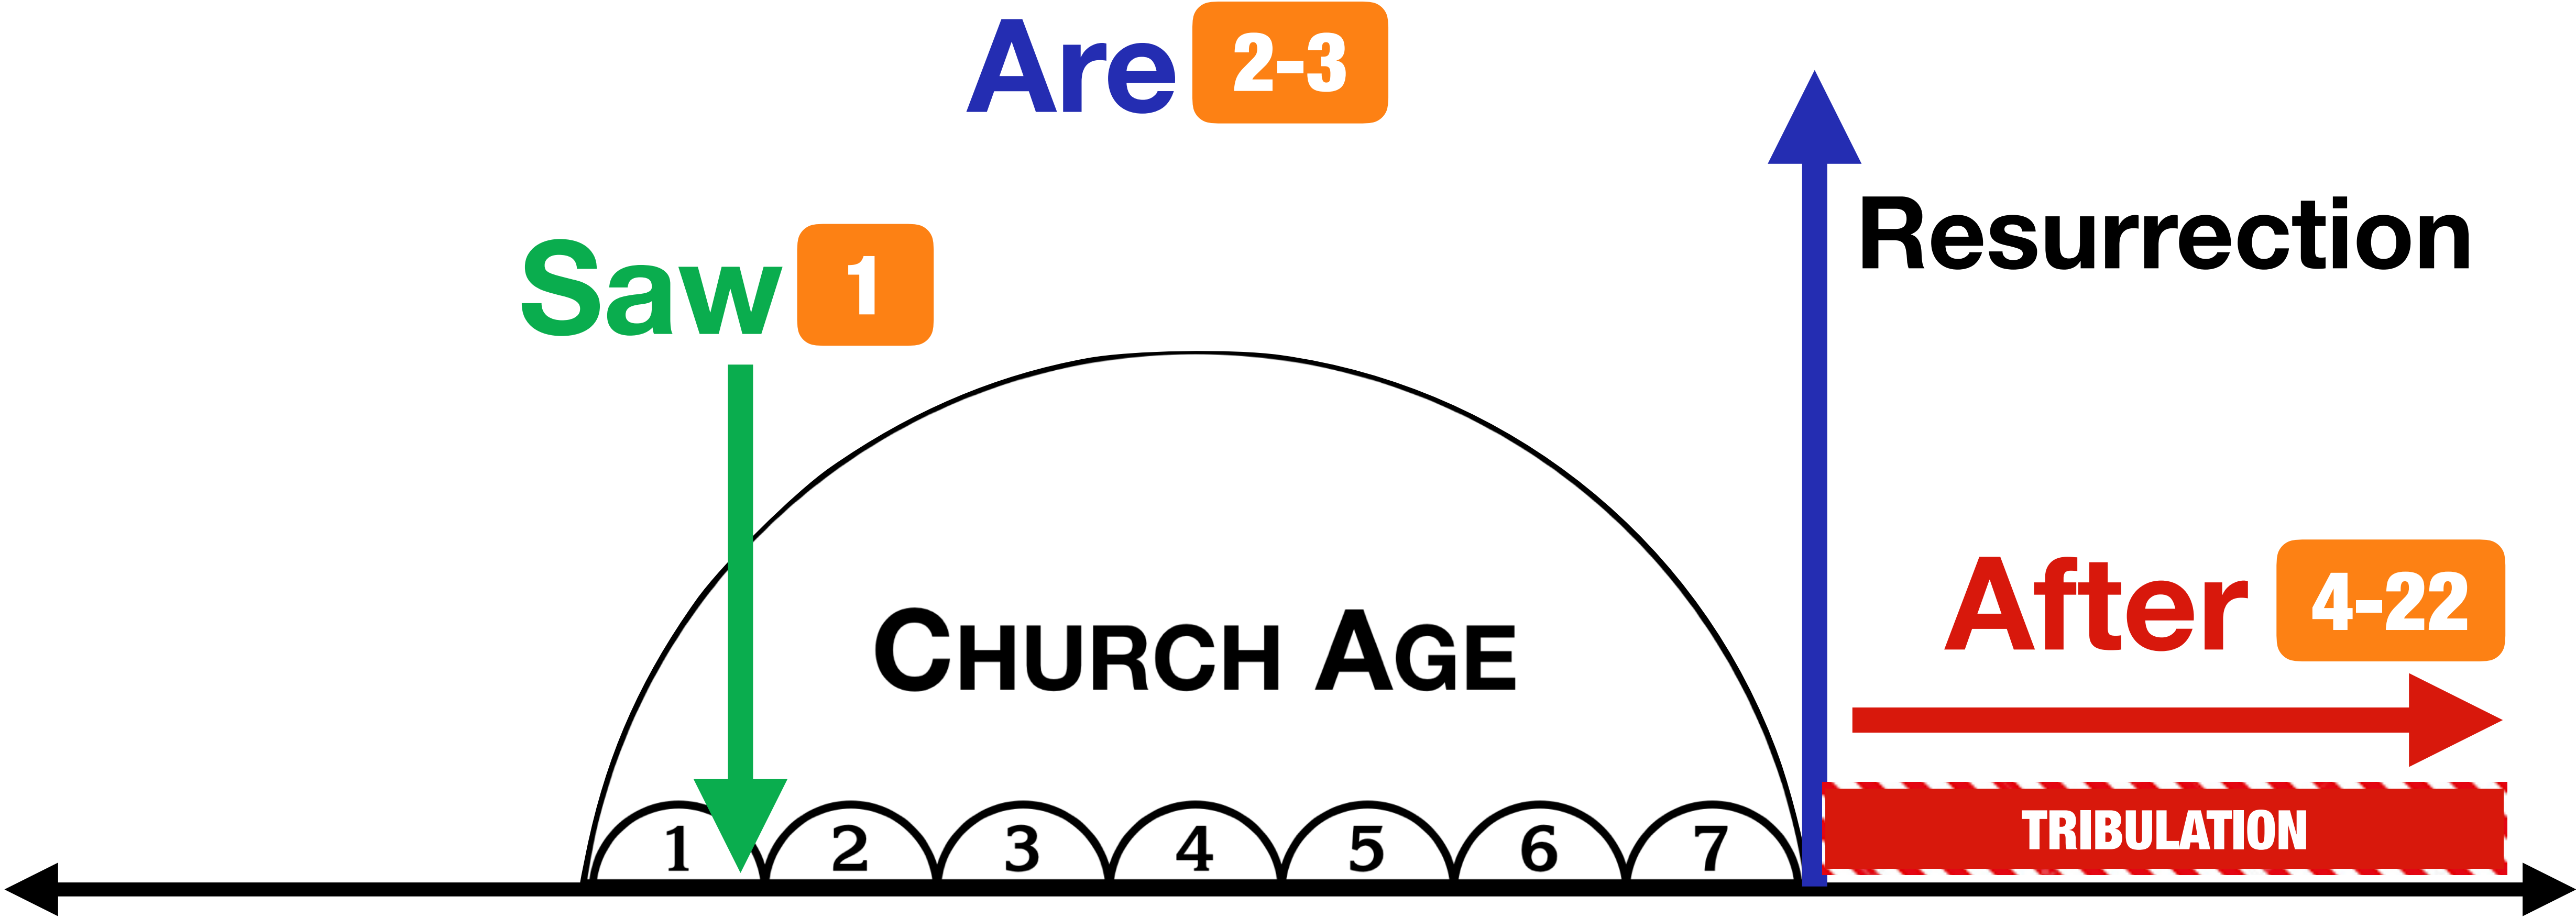 Are 2-3
Saw 1
Resurrection
After 4-22
CHURCH AGE
1 2 3 4 5 6 7
TRIBULATION